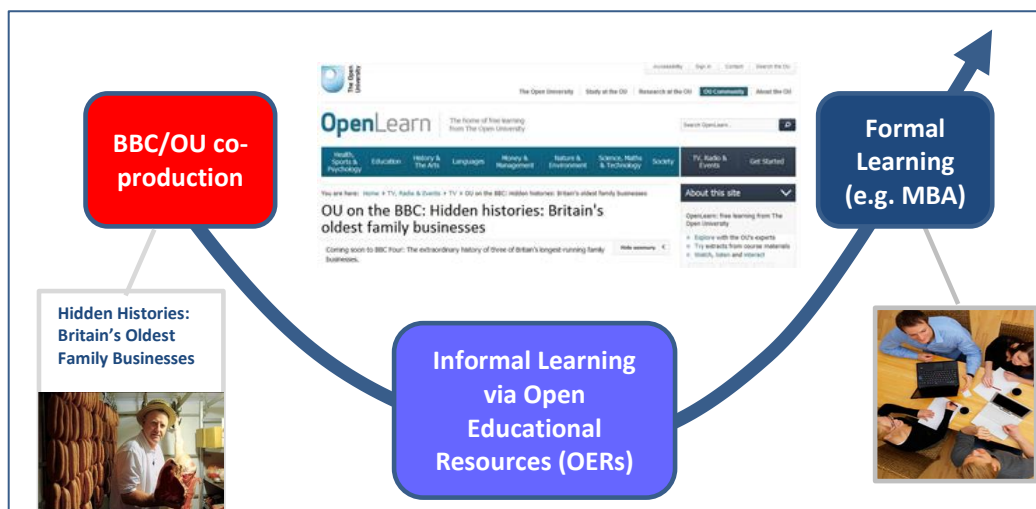 The Open
University
Accessibility Sign in Contact Search the OU
The Open University Study at the OU Research at the OU OU Community About the OU
OpenLearn
The home of free learning
from The Open University
Search OpenLearn...
Health,
Sports &
Psychology
Education
History &
The Arts
Languages
Money &
Management
Nature &
Environment
Science, Maths
& Technology
Society
TV, Radio &
Events
Get Started
You are here: Home TV, Radio & Events TV OU on the BBC: Hidden histories: Britain's oldest family businesses
OU on the BBC: Hidden histories: Britain's
oldest family businesses
Coming soon to BBC Four: The extraordinary history of three of Britain's longest running family
businesses.
Hide summary
About this site
OpenLearn: free learning from The
Open University
Explore with the OU's experts
Try extracts from course materials
Watch, listen and interact
BBC/OU co-
production
Formal
Learning
(e.g. MBA)
Hidden Histories:
Britain's Oldest
Family Businesses
Informal Learning
via Open
Educational
Resources (OERs)